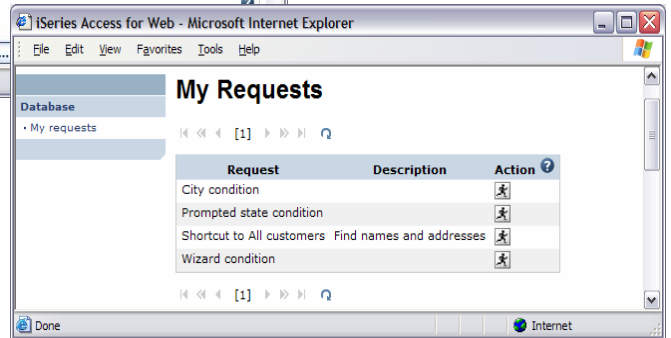 iSeries Access for Web - Microsoft Internet Explorer
File Edit View Favorites Tools Help
My Requests
Database
• My requests
[1]
Request Description Action ?
City condition
Prompted state condition
Shortcut to All customers Find names and addresses
Wizard condition
[1]
Done Internet